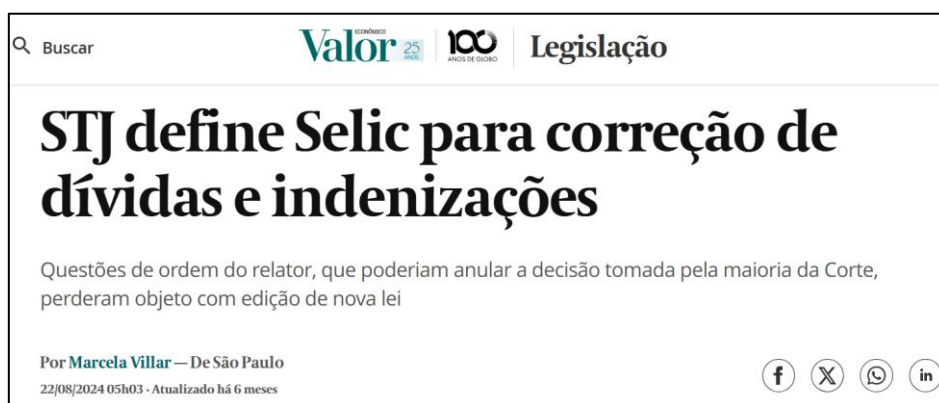 Buscar
ECONÔMICO
Valor 25 ANOS
100 ANOS DE GLOBO
Legislação
STJ define Selic para correção de
dívidas e indenizações
Questões de ordem do relator, que poderiam anular a decisão tomada pela maioria da Corte,
perderam objeto com edição de nova lei
Por Marcela Villar — De São Paulo
22/08/2024 05h03 · Atualizado há 6 meses
f X in